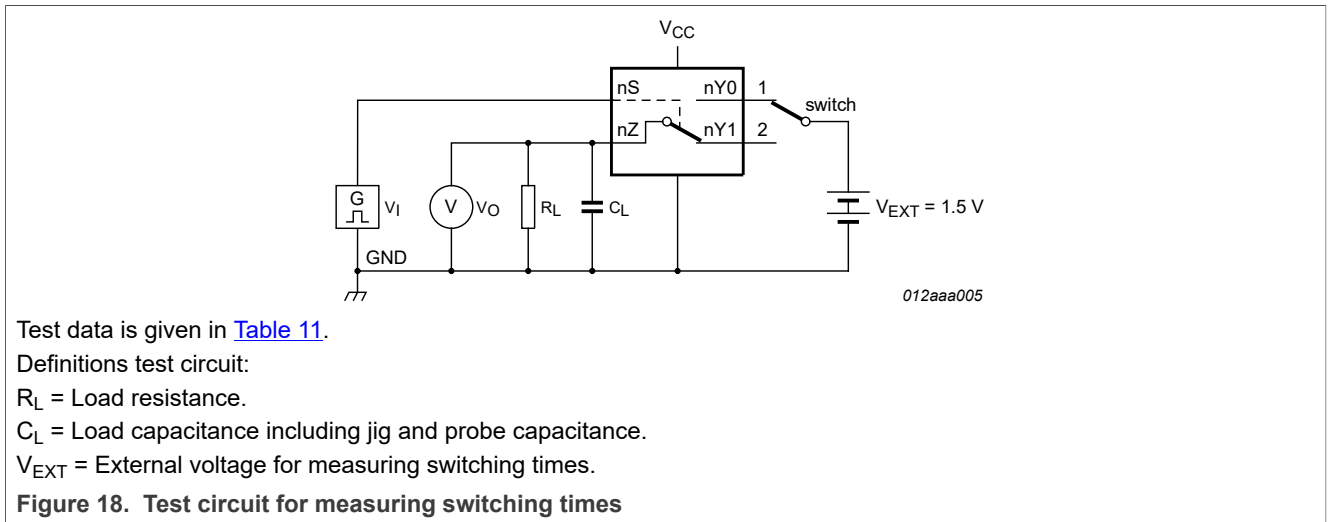 VCC
nS nY0 1
switch
nZ nY1 2
G VI V VO RL CL VEXT = 1.5 V
GND
012aaa005
Test data is given in Table 11.
Definitions test circuit:
RL = Load resistance.
CL = Load capacitance including jig and probe capacitance.
VEXT = External voltage for measuring switching times.
Figure 18. Test circuit for measuring switching times